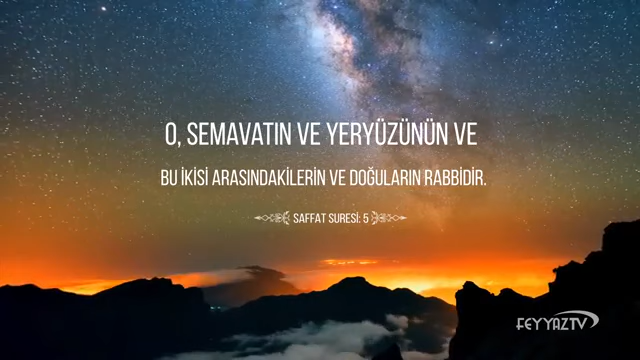 O, SEMAVATIN VE YERYÜZÜNÜN VE
BU İKİSİ ARASINDAKİLERİN VE DOĞULARIN RABBİDİR.
SAFFAT SURESİ: 5
FEYYAZTV